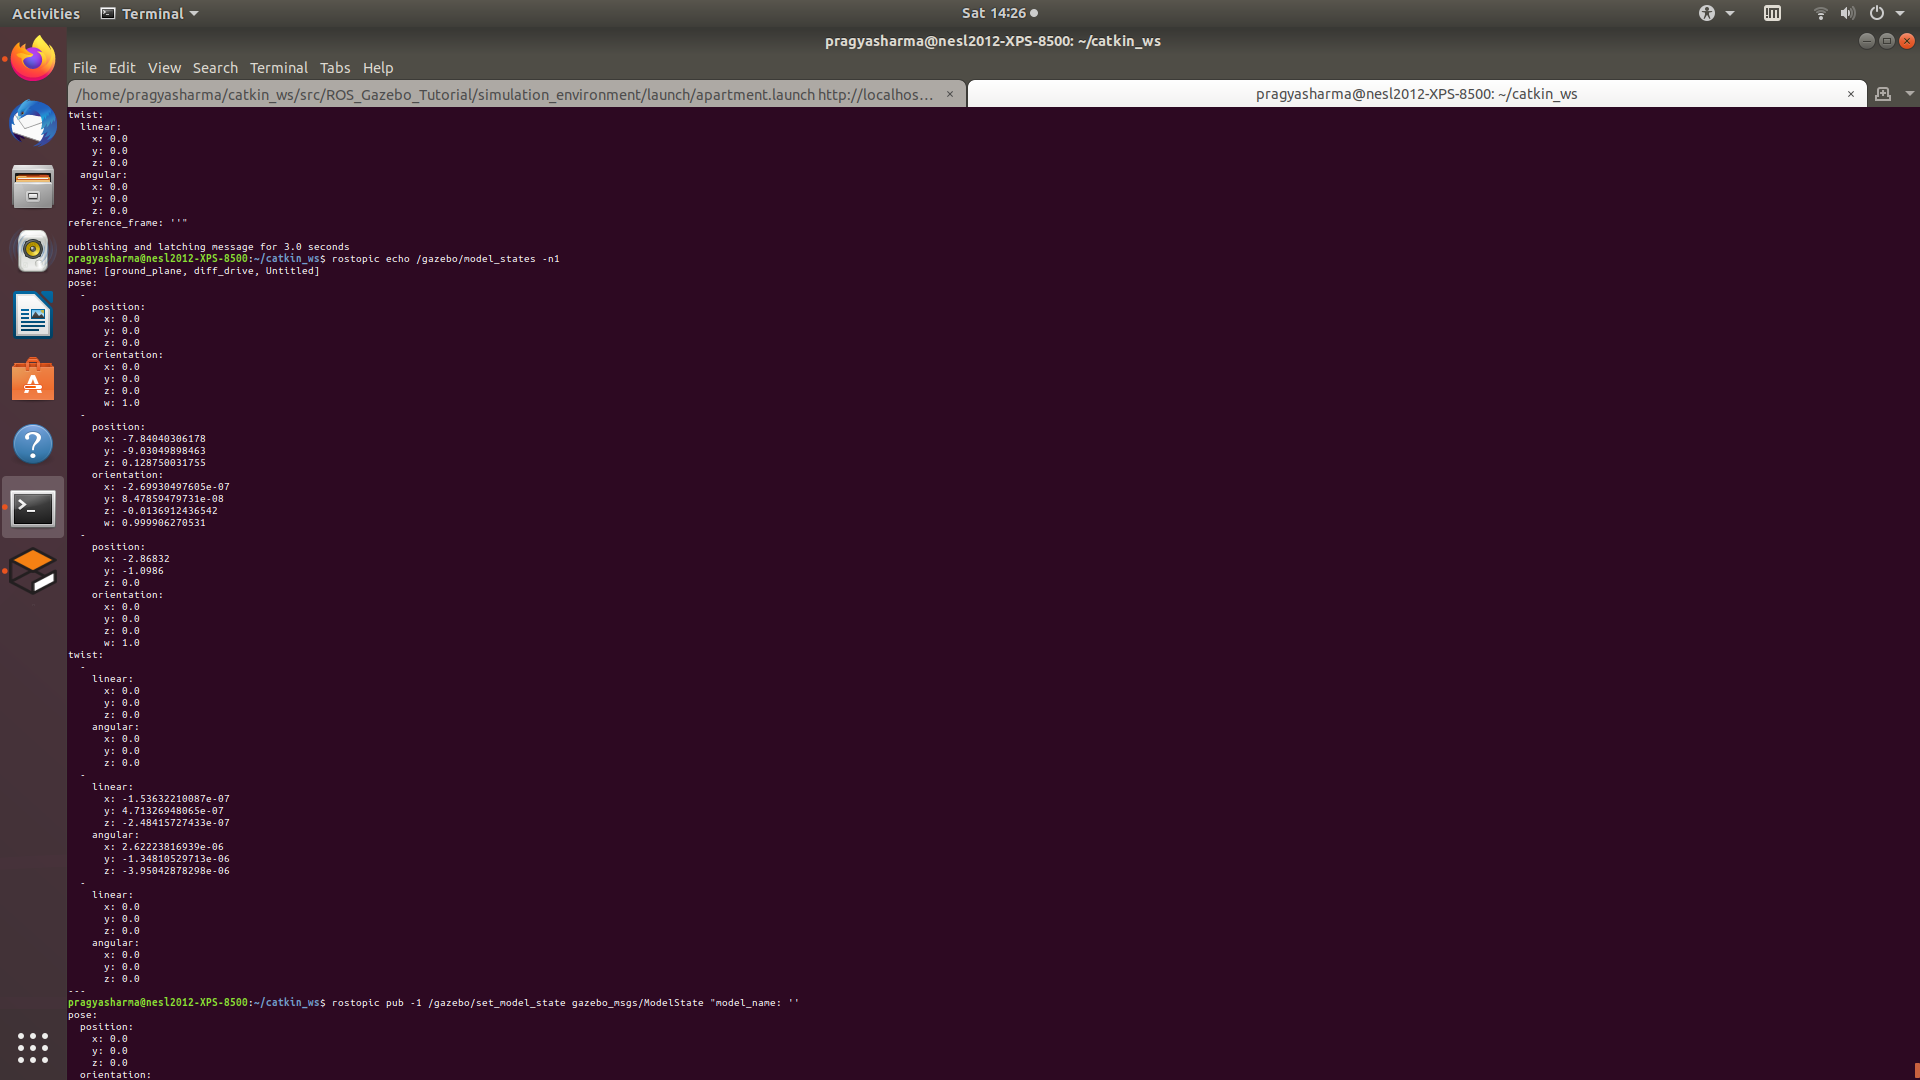 Activities
Terminal
Sat 14:26
pragyasharma@nesl2012-XPS-8500: ~/catkin_ws
File Edit View Search Terminal Tabs Help
/home/pragyasharma/catkin_ws/src/ROS_Gazebo_Tutorial/simulation_environment/launch/apartment.launch http://localhos... ×
pragyasharma@nesl2012-XPS-8500: ~/catkin_ws ×
twist:
  linear:
    x: 0.0
    y: 0.0
    z: 0.0
  angular:
    x: 0.0
    y: 0.0
    z: 0.0
reference_frame: ''"
publishing and latching message for 3.0 seconds
pragyasharma@nesl2012-XPS-8500:~/catkin_ws$ rostopic echo /gazebo/model_states -n1
name: [ground_plane, diff_drive, Untitled]
pose:
  -
    position:
      x: 0.0
      y: 0.0
      z: 0.0
    orientation:
      x: 0.0
      y: 0.0
      z: 0.0
      w: 1.0
  -
    position:
      x: -7.84040306178
      y: -9.03049898463
      z: 0.128750031755
    orientation:
      x: -2.69930497605e-07
      y: 8.47859479731e-08
      z: -0.0136912436542
      w: 0.999906270531
  -
    position:
      x: -2.86832
      y: -1.0986
      z: 0.0
    orientation:
      x: 0.0
      y: 0.0
      z: 0.0
      w: 1.0
twist:
  -
    linear:
      x: 0.0
      y: 0.0
      z: 0.0
    angular:
      x: 0.0
      y: 0.0
      z: 0.0
  -
    linear:
      x: -1.53632210087e-07
      y: 4.71326948065e-07
      z: -2.48415727433e-07
    angular:
      x: 2.62223816939e-06
      y: -1.34810529713e-06
      z: -3.95042878298e-06
  -
    linear:
      x: 0.0
      y: 0.0
      z: 0.0
    angular:
      x: 0.0
      y: 0.0
      z: 0.0
---
pragyasharma@nesl2012-XPS-8500:~/catkin_ws$ rostopic pub -1 /gazebo/set_model_state gazebo_msgs/ModelState "model_name: ''
pose:
  position:
    x: 0.0
    y: 0.0
    z: 0.0
  orientation: